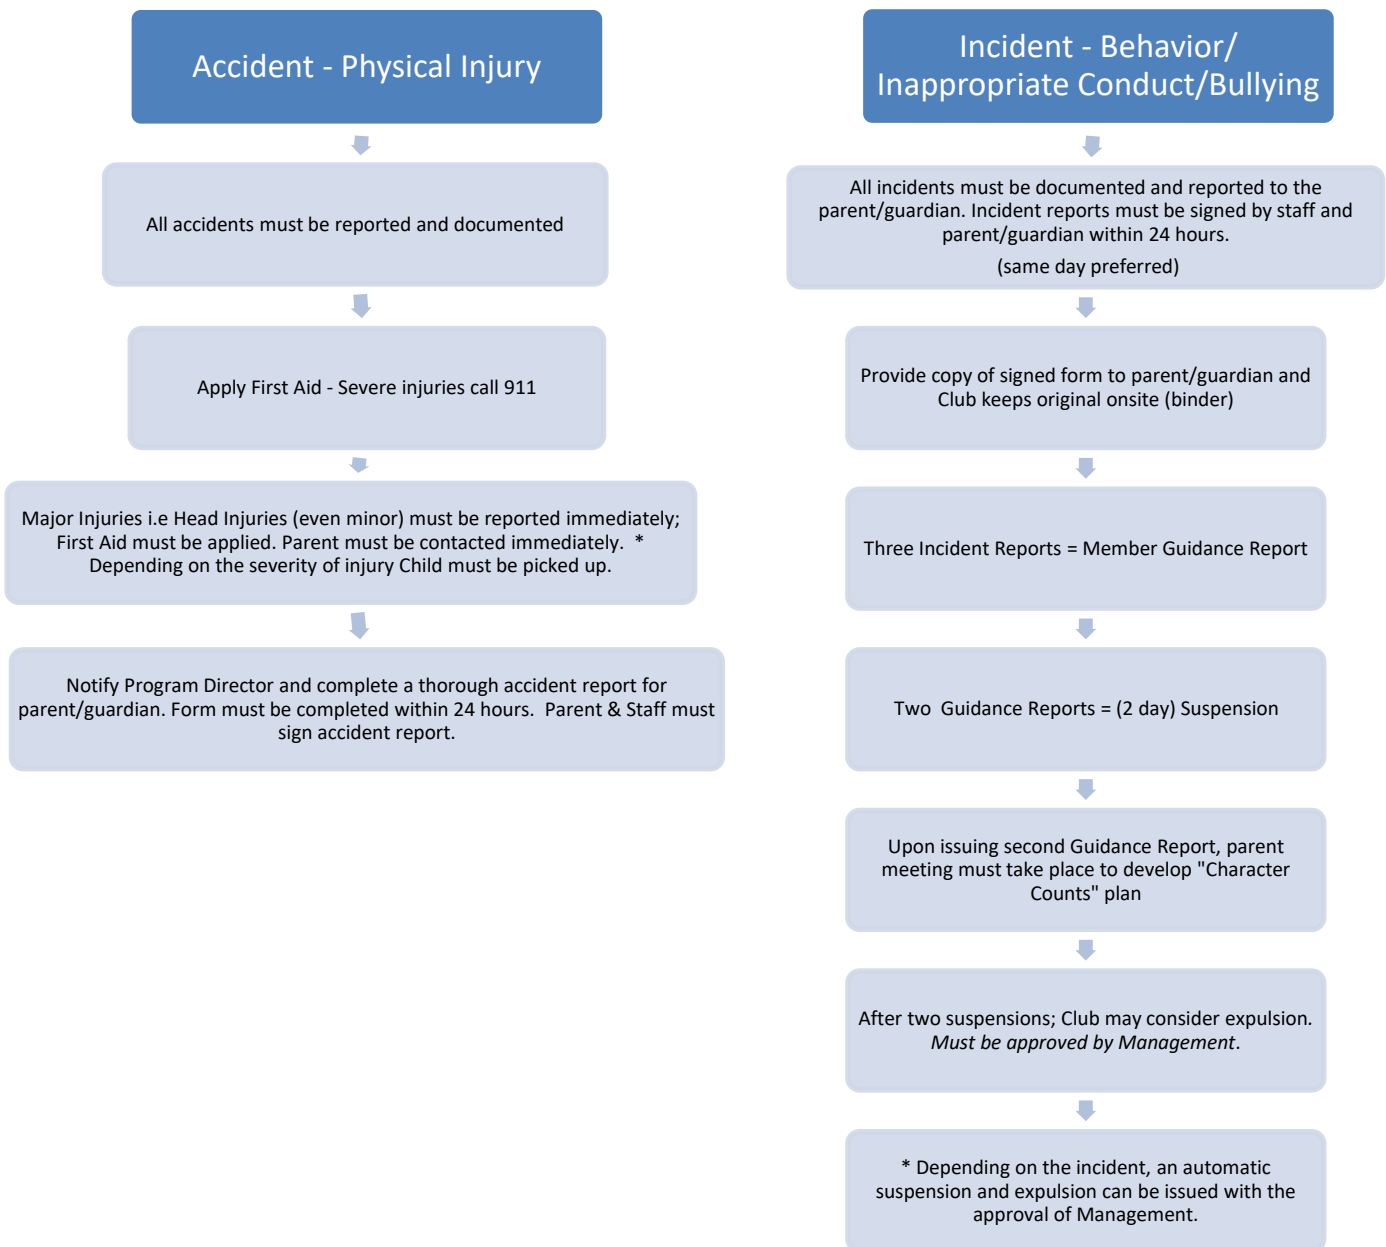 Accident - Physical Injury
All accidents must be reported and documented
Apply First Aid - Severe injuries call 911
Major Injuries i.e Head Injuries (even minor) must be reported immediately;
First Aid must be applied. Parent must be contacted immediately.  *
Depending on the severity of injury Child must be picked up.
Notify Program Director and complete a thorough accident report for
parent/guardian. Form must be completed within 24 hours.  Parent & Staff must
sign accident report.
Incident - Behavior/
Inappropriate Conduct/Bullying
All incidents must be documented and reported to the
parent/guardian. Incident reports must be signed by staff and
parent/guardian within 24 hours.
(same day preferred)
Provide copy of signed form to parent/guardian and
Club keeps original onsite (binder)
Three Incident Reports = Member Guidance Report
Two  Guidance Reports = (2 day) Suspension
Upon issuing second Guidance Report, parent
meeting must take place to develop "Character
Counts" plan
After two suspensions; Club may consider expulsion.
Must be approved by Management.
* Depending on the incident, an automatic
suspension and expulsion can be issued with the
approval of Management.